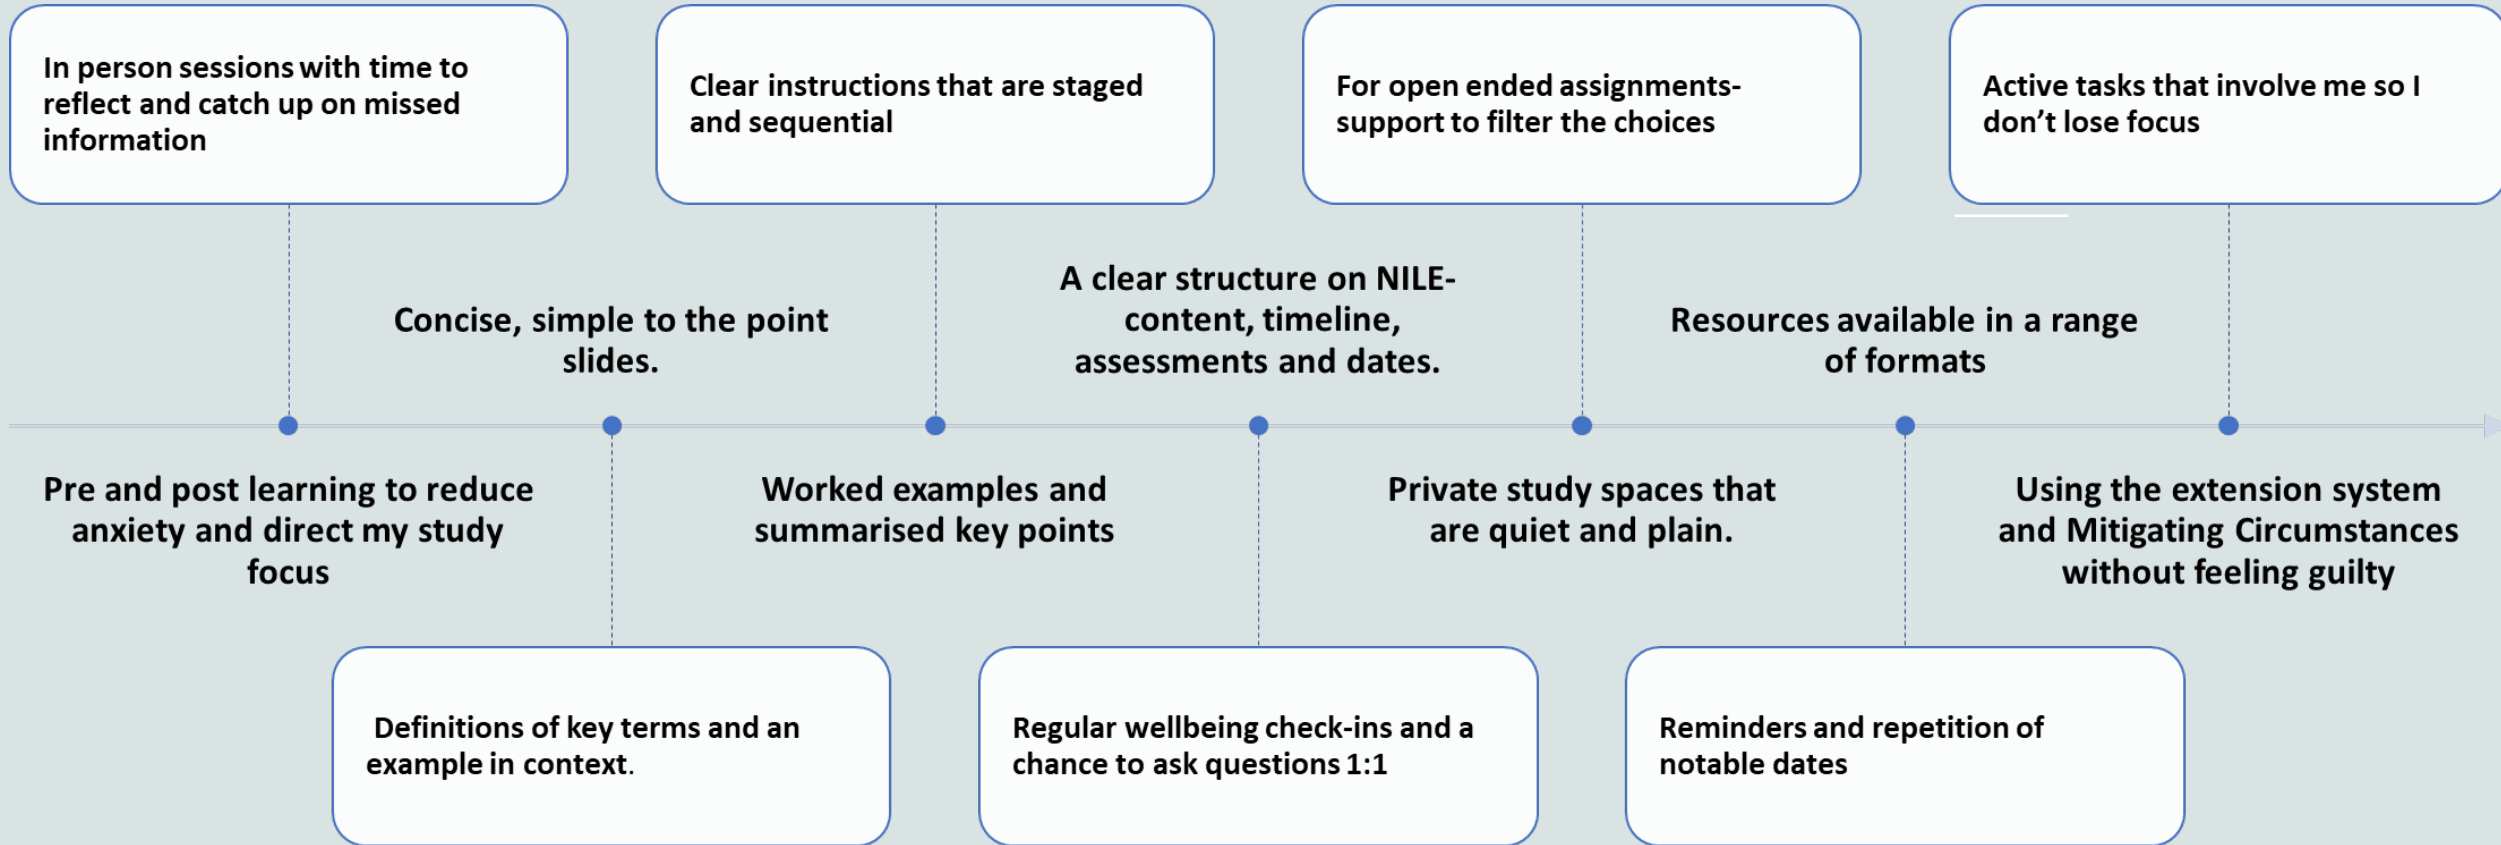 In person sessions with time to
reflect and catch up on missed
information
Clear instructions that are staged
and sequential
For open ended assignments-
support to filter the choices
Active tasks that involve me so I
don’t lose focus
Concise, simple to the point
slides.
A clear structure on NILE-
content, timeline,
assessments and dates.
Resources available in a range
of formats
Pre and post learning to reduce
anxiety and direct my study
focus
Worked examples and
summarised key points
Private study spaces that
are quiet and plain.
Using the extension system
and Mitigating Circumstances
without feeling guilty
Definitions of key terms and an
example in context.
Regular wellbeing check-ins and a
chance to ask questions 1:1
Reminders and repetition of
notable dates